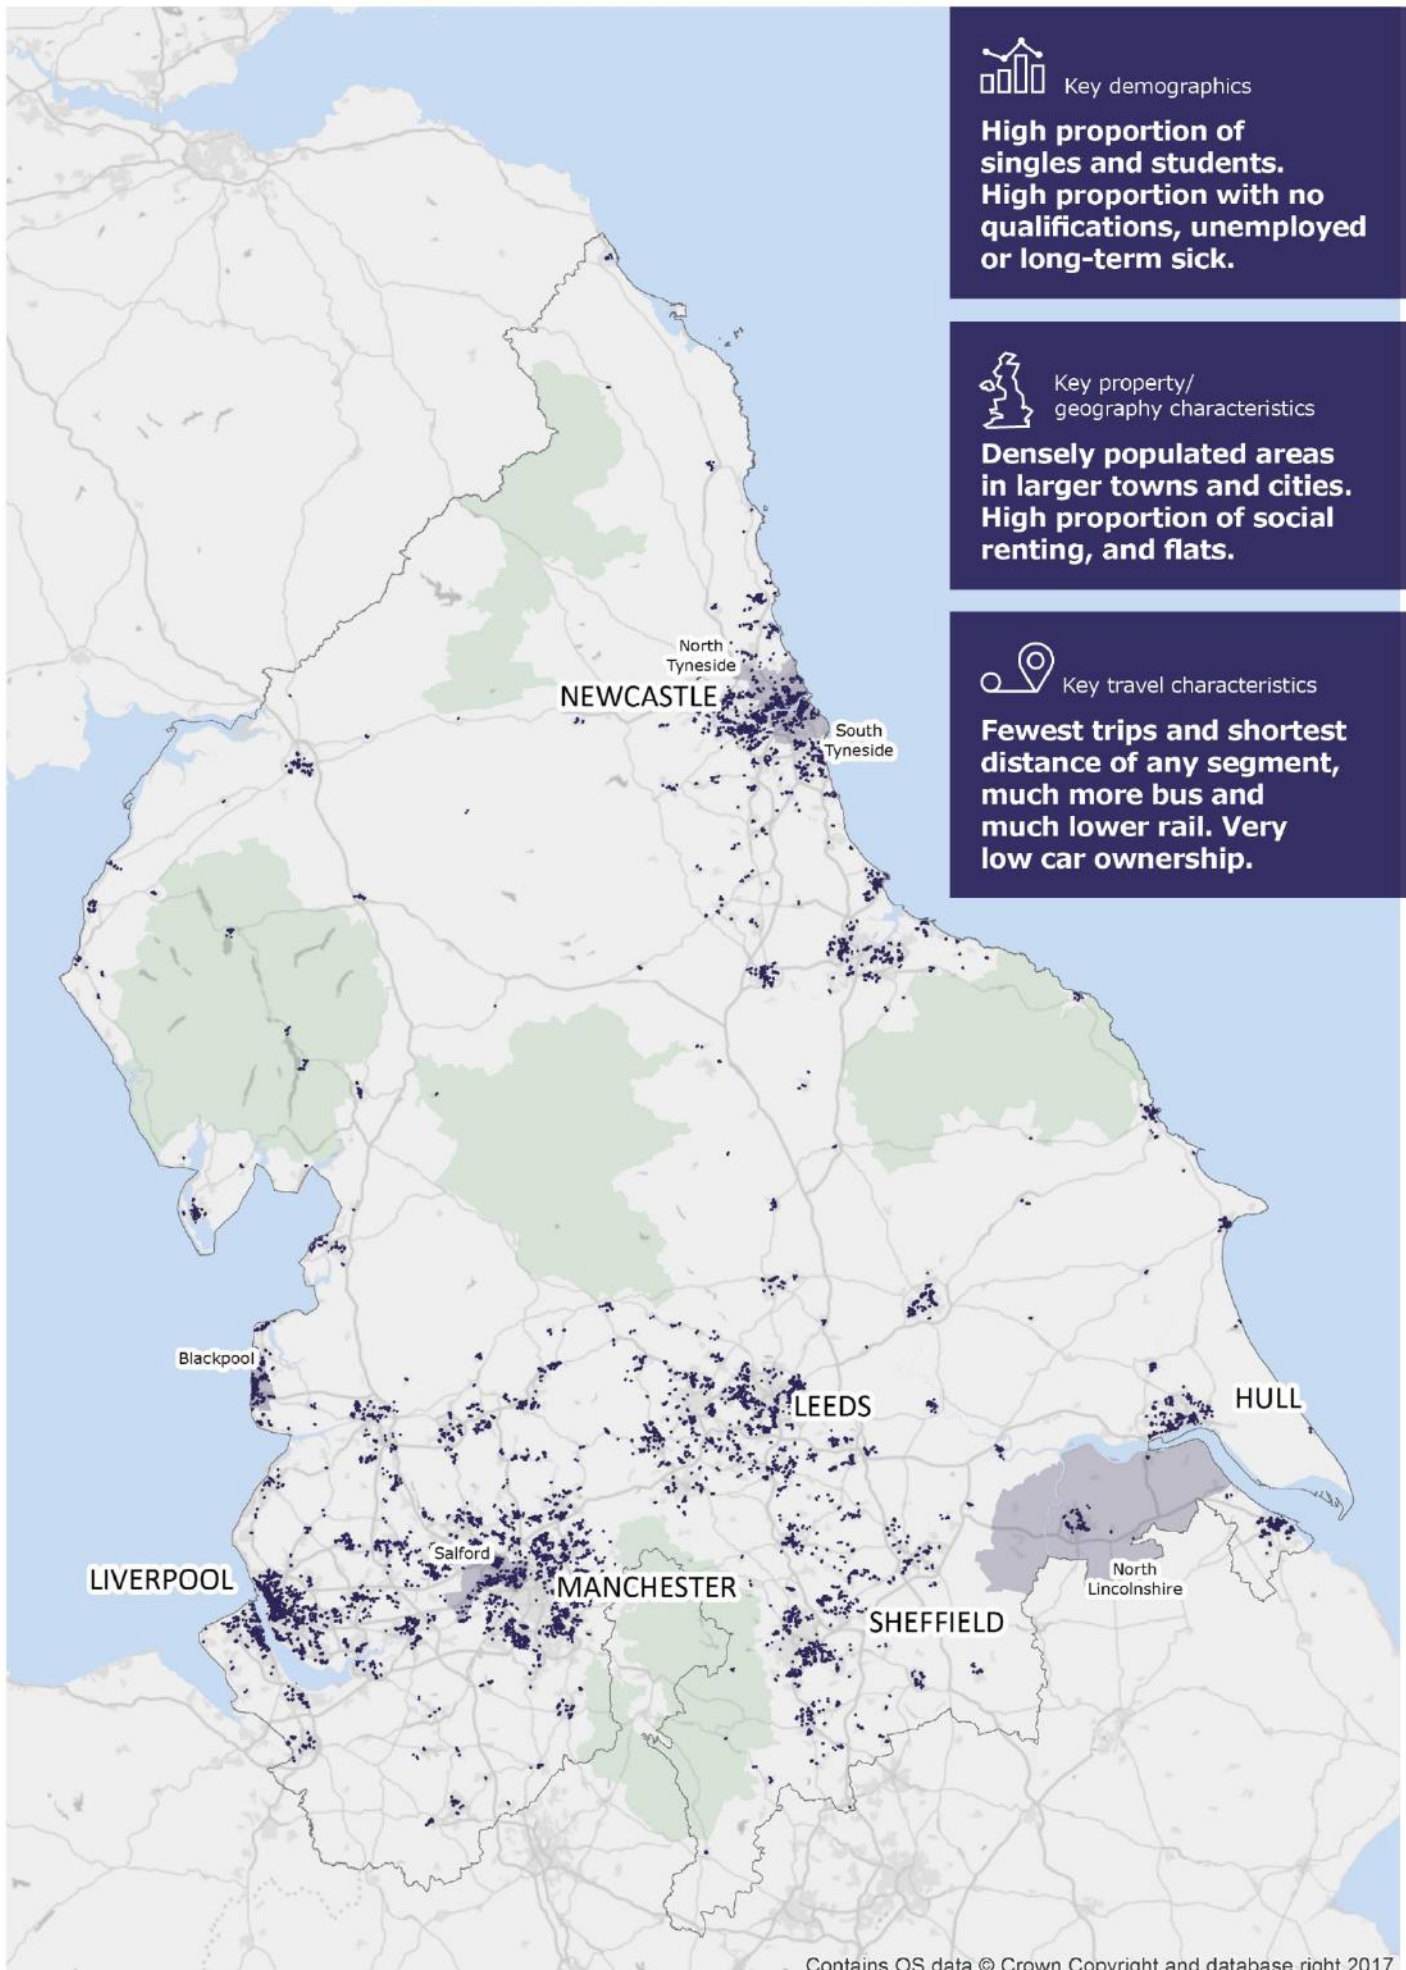 Key demographics
High proportion of
singles and students.
High proportion with no
qualifications, unemployed
or long-term sick.
Key property/
geography characteristics
Densely populated areas
in larger towns and cities.
High proportion of social
renting, and flats.
Key travel characteristics
Fewest trips and shortest
distance of any segment,
much more bus and
much lower rail. Very
low car ownership.
North
Tyneside
NEWCASTLE
South
Tyneside
Blackpool
LEEDS
HULL
Salford
LIVERPOOL
MANCHESTER
North
Lincolnshire
SHEFFIELD
Contains OS data © Crown Copyright and database right 2017